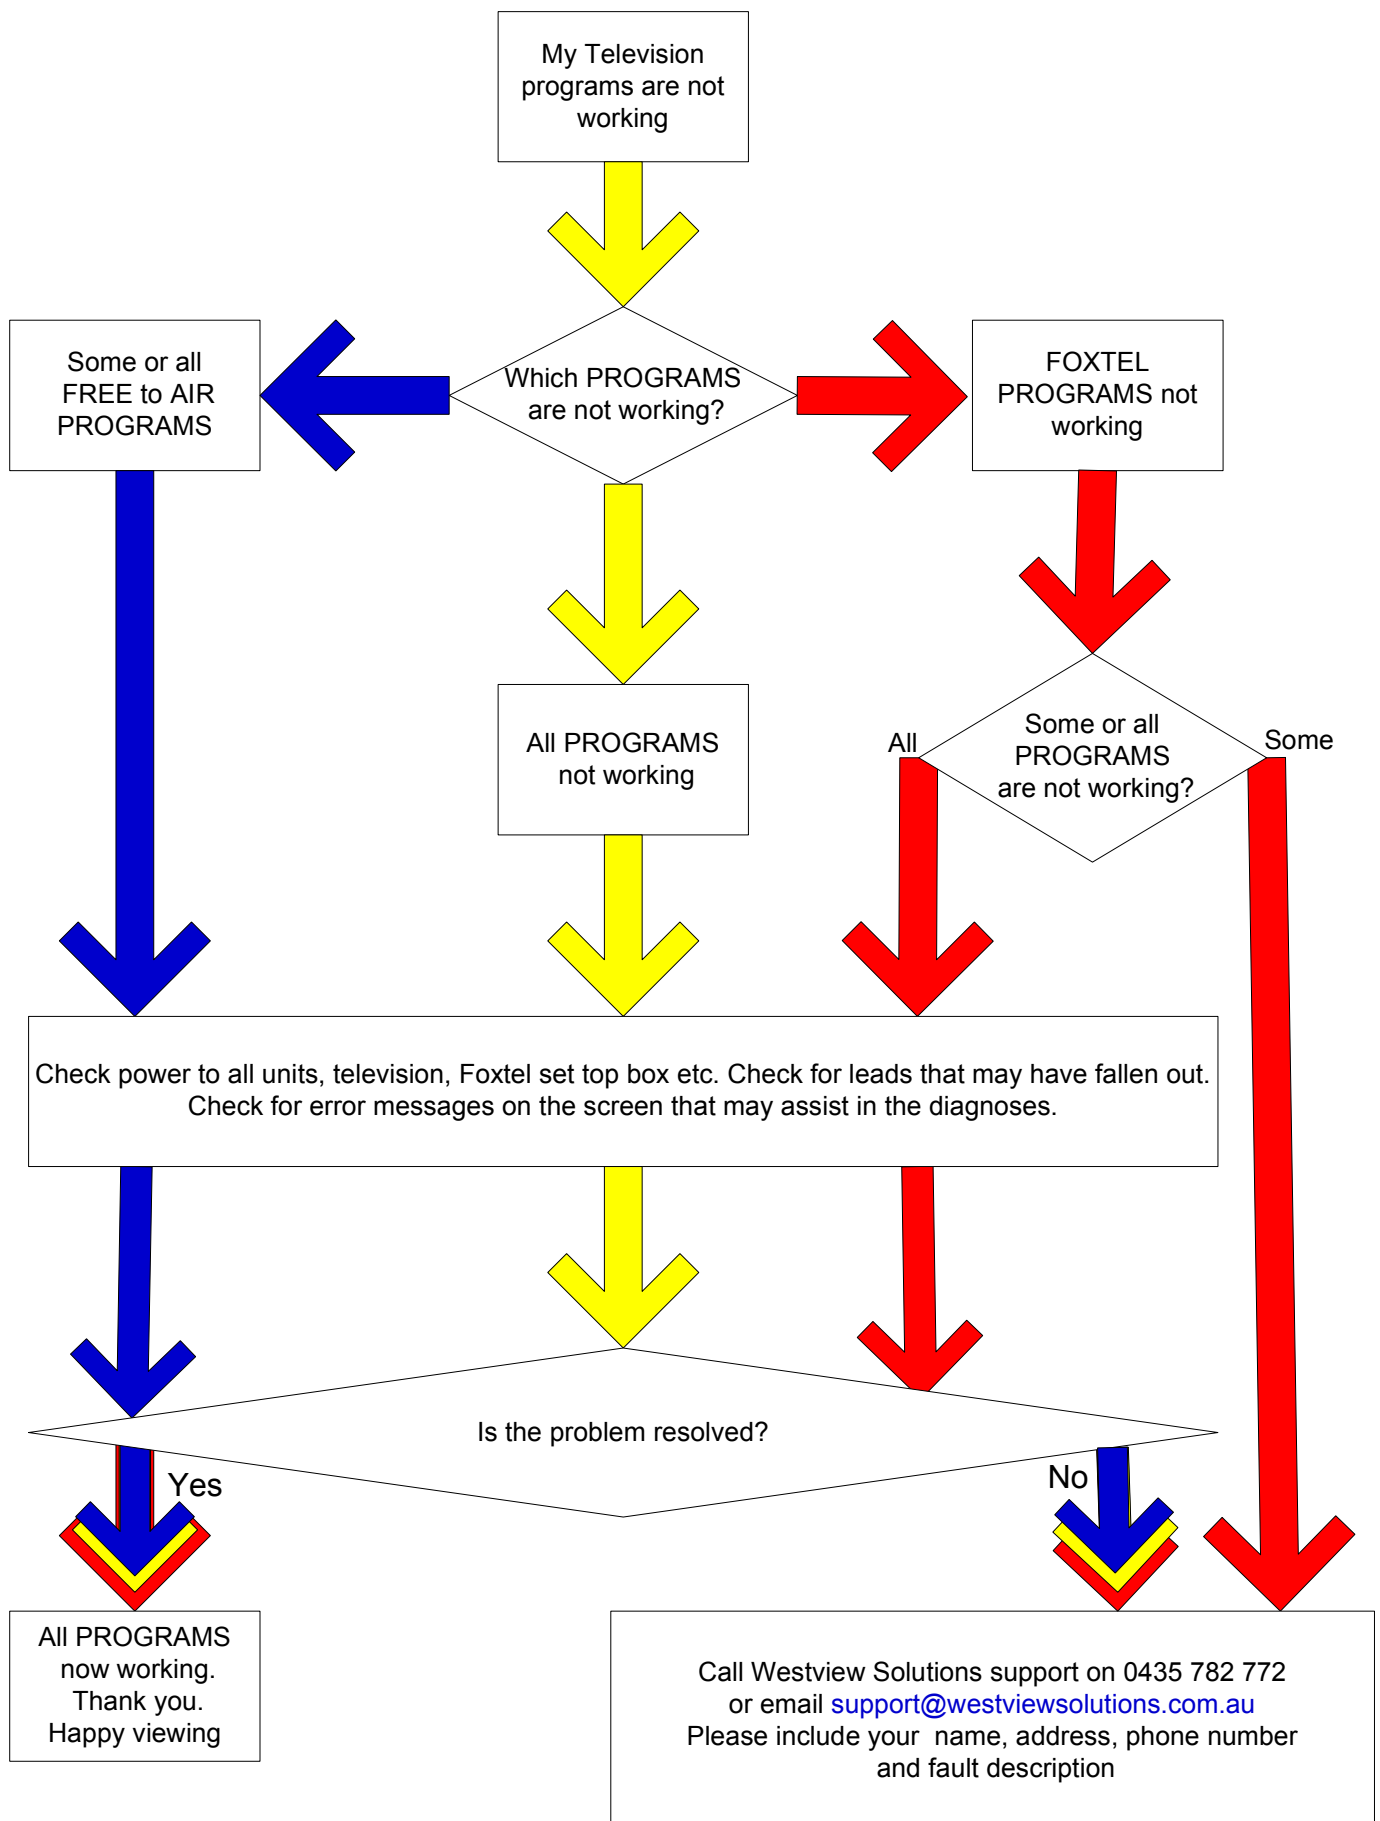 My Television
programs are not
working
Some or all
FREE to AIR
PROGRAMS
Which PROGRAMS
are not working?
FOXTEL
PROGRAMS not
working
All PROGRAMS
not working
All
Some or all
PROGRAMS
are not working?
Some
Check power to all units, television, Foxtel set top box etc. Check for leads that may have fallen out.
Check for error messages on the screen that may assist in the diagnoses.
Is the problem resolved?
Yes
No
All PROGRAMS
now working.
Thank you.
Happy viewing
Call Westview Solutions support on 0435 782 772
or email support@westviewsolutions.com.au
Please include your  name, address, phone number
and fault description